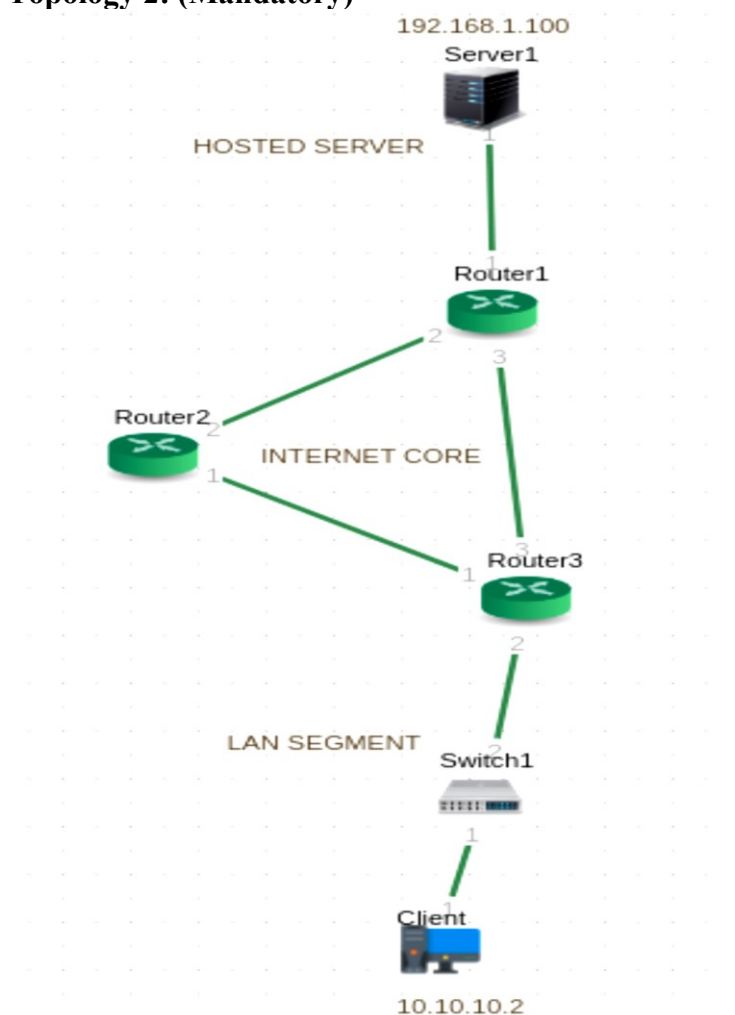 Topology 2: (Mandatory)
192.168.1.100
Server1
1
HOSTED SERVER
1
Router1
2
3
Router2
2
INTERNET CORE
1
3
Router3
1
2
LAN SEGMENT
2
Switch1
1
1
Client
10.10.10.2